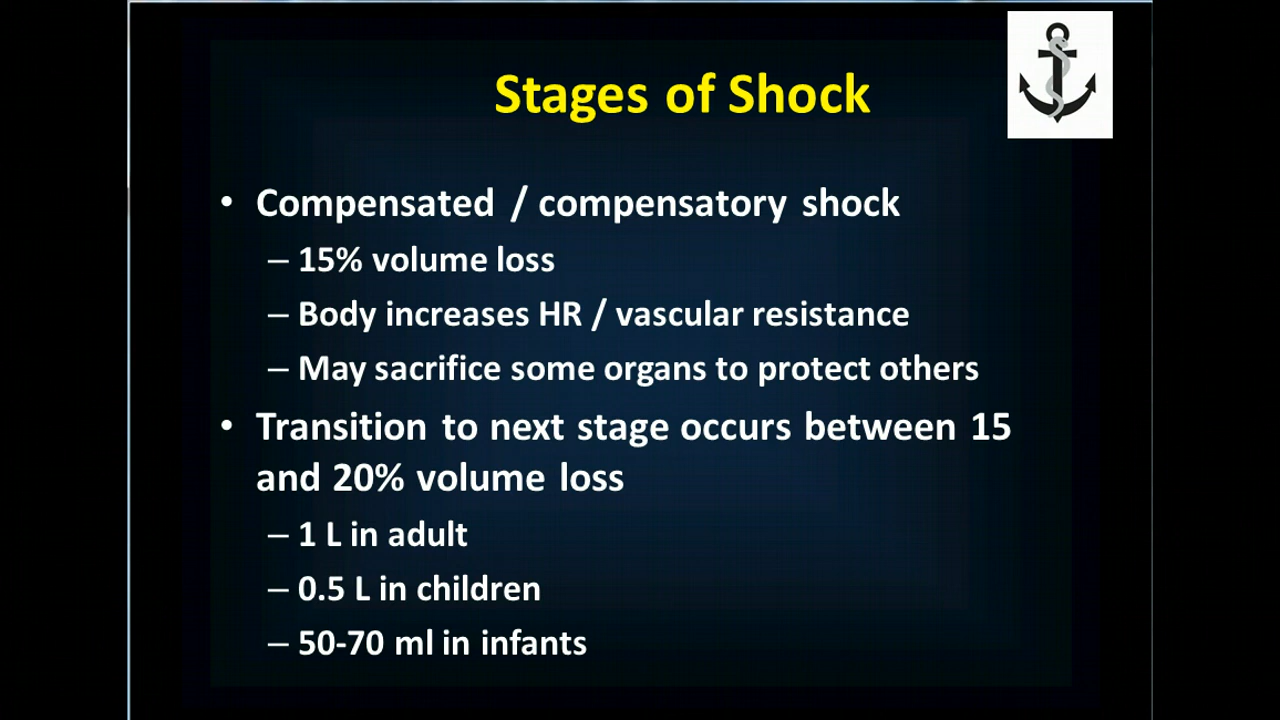 Stages of Shock
• Compensated / compensatory shock
– 15% volume loss
– Body increases HR / vascular resistance
– May sacrifice some organs to protect others
• Transition to next stage occurs between 15
and 20% volume loss
– 1 L in adult
– 0.5 L in children
– 50-70 ml in infants